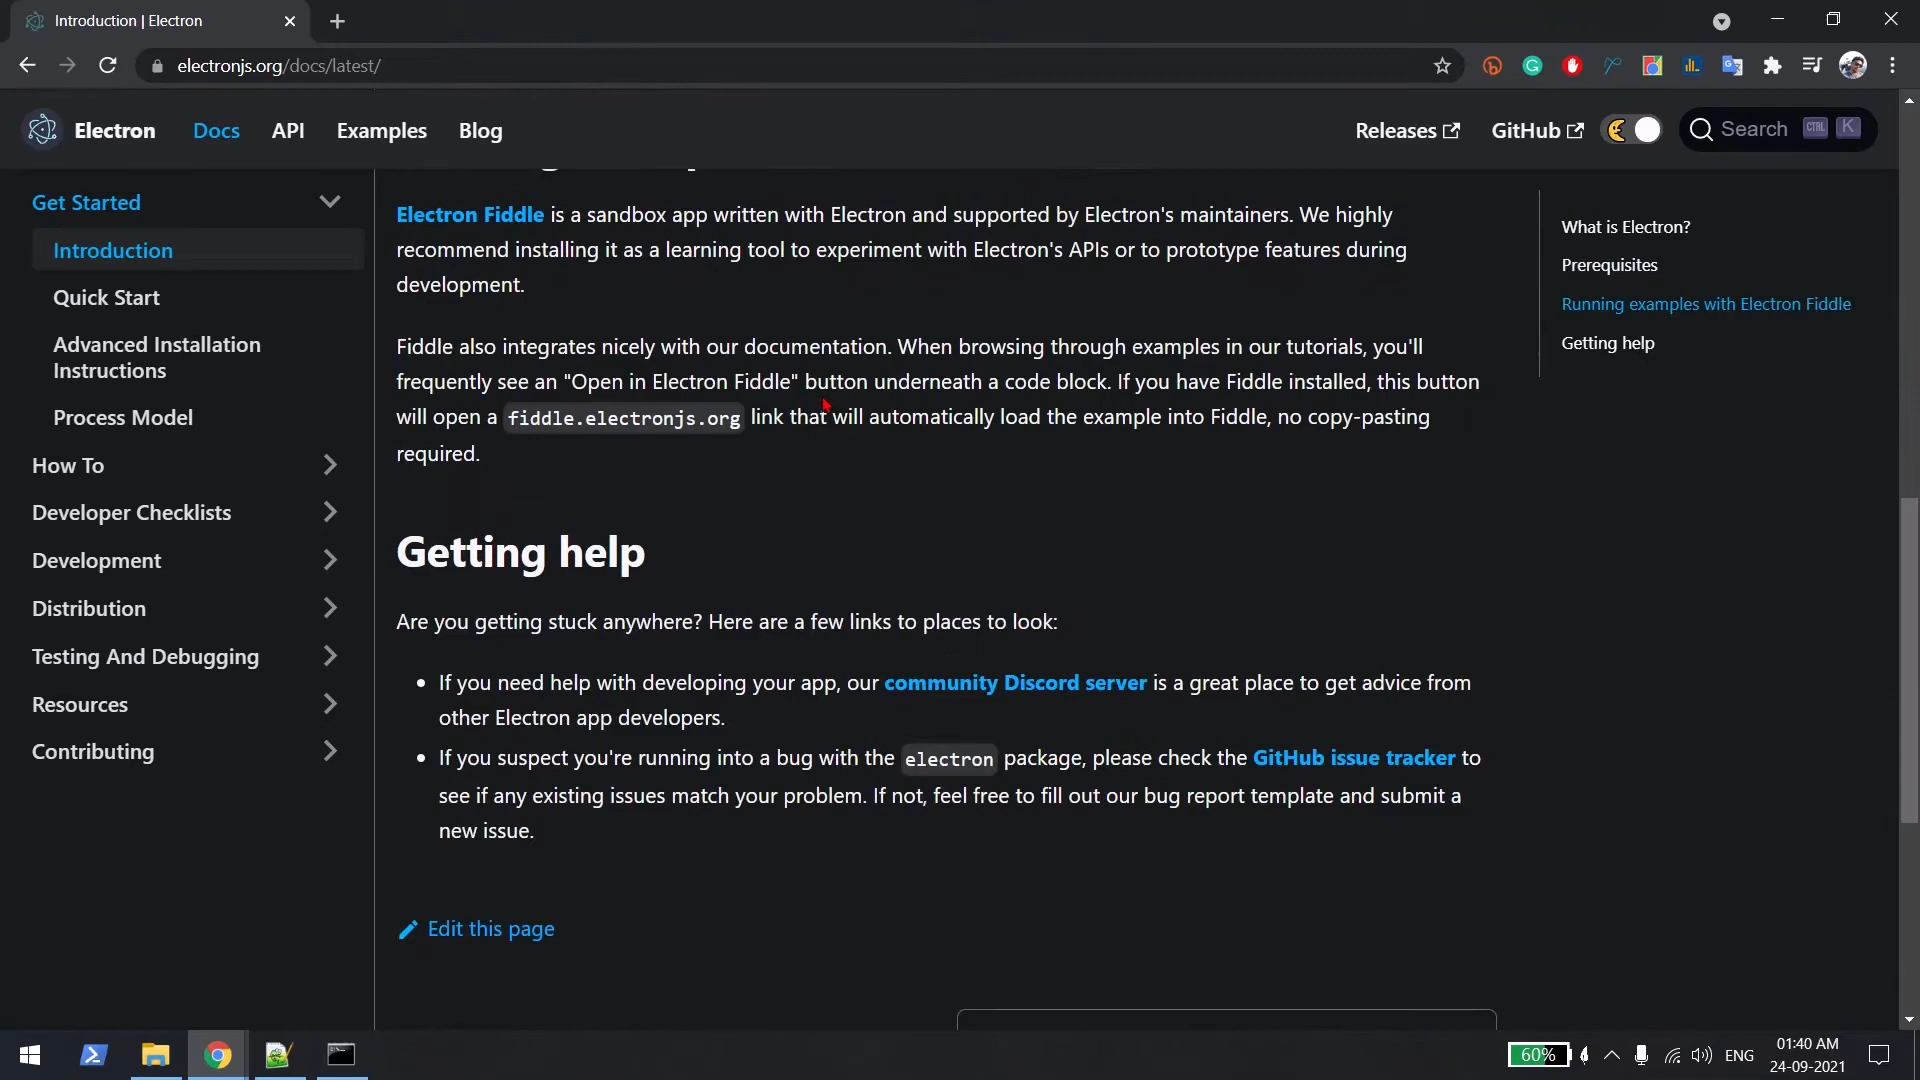 Introduction | Electron
electronjs.org/docs/latest/
Electron
Docs
API
Examples
Blog
Releases
GitHub
Search
CTRL
K
Get Started
Introduction
Quick Start
Advanced Installation
Instructions
Process Model
How To
Developer Checklists
Development
Distribution
Testing And Debugging
Resources
Contributing
Electron Fiddle is a sandbox app written with Electron and supported by Electron's maintainers. We highly
recommend installing it as a learning tool to experiment with Electron's APIs or to prototype features during
development.
Fiddle also integrates nicely with our documentation. When browsing through examples in our tutorials, you'll
frequently see an "Open in Electron Fiddle" button underneath a code block. If you have Fiddle installed, this button
will open a fiddle.electronjs.org link that will automatically load the example into Fiddle, no copy-pasting
required.
Getting help
Are you getting stuck anywhere? Here are a few links to places to look:
• If you need help with developing your app, our community Discord server is a great place to get advice from
other Electron app developers.
• If you suspect you're running into a bug with the electron package, please check the GitHub issue tracker to
see if any existing issues match your problem. If not, feel free to fill out our bug report template and submit a
new issue.
Edit this page
What is Electron?
Prerequisites
Running examples with Electron Fiddle
Getting help
60%
ENG
01:40 AM
24-09-2021